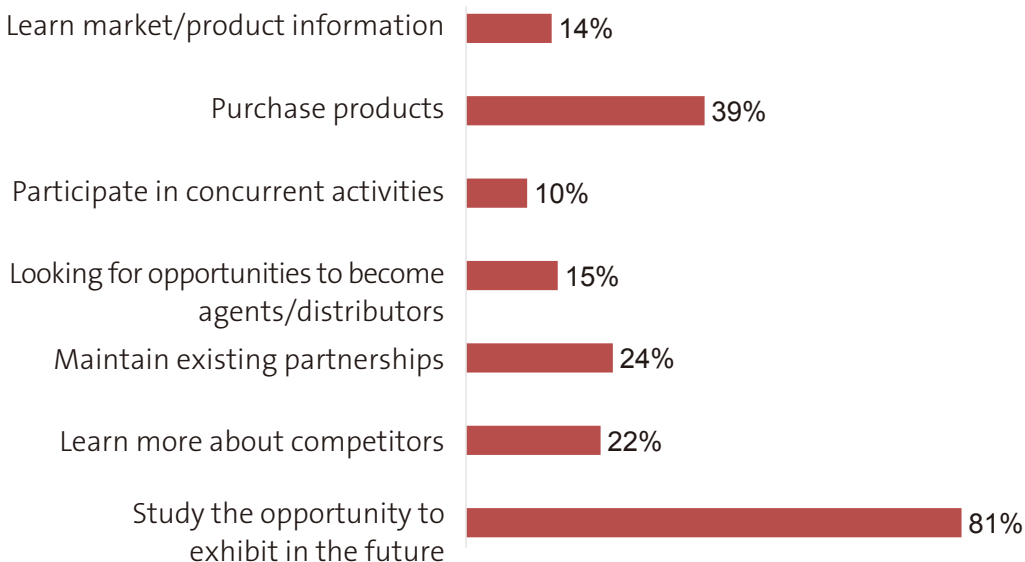 Learn market/product information 14%
Purchase products 39%
Participate in concurrent activities 10%
Looking for opportunities to become 15%
agents/distributors
Maintain existing partnerships 24%
Learn more about competitors 22%
Study the opportunity to 81%
exhibit in the future